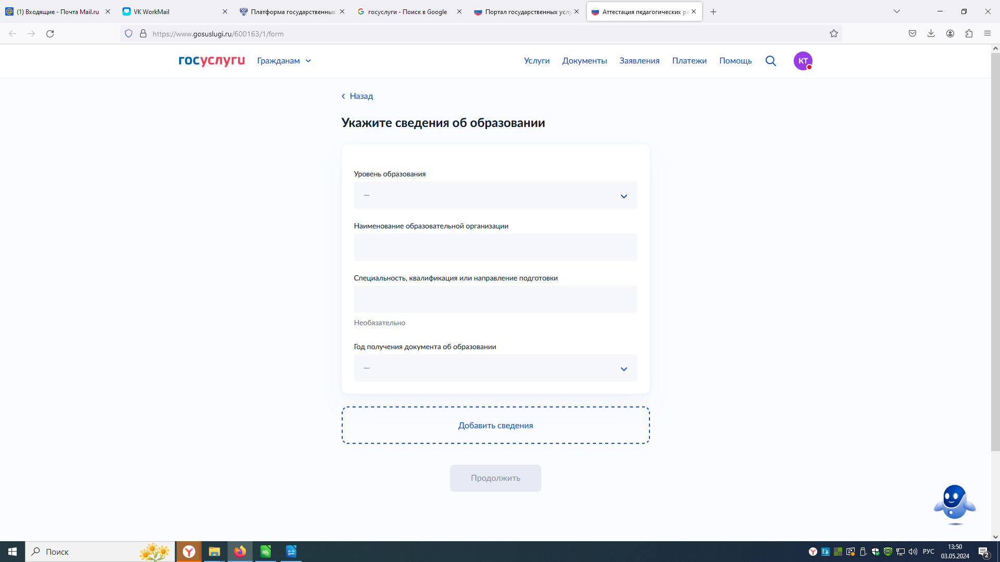 (1) Входящие - Почта Mail.ru
VK WorkMail
Платформа государственных
госуслуги - Поиск в Google
Портал государственных услу
Аттестация педагогических ра
https://www.gosuslugi.ru/600163/1/form
госуслуги
Гражданам
Услуги
Документы
Заявления
Платежи
Помощь
КТ
Назад
Укажите сведения об образовании
Уровень образования
—
Наименование образовательной организации
Специальность, квалификация или направление подготовки
Необязательно
Год получения документа об образовании
—
Добавить сведения
Продолжить
Поиск
РУС
13:50
03.05.2024
2